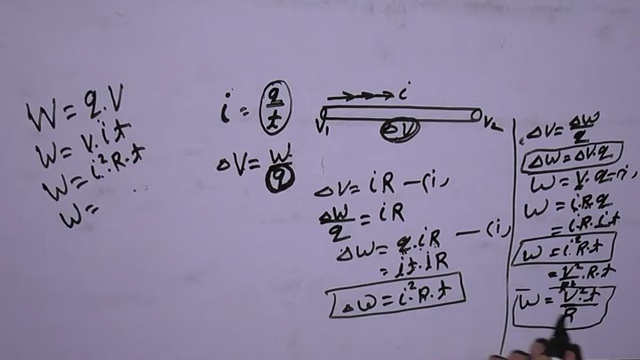 W = q.V
W = V.i.t
W = i².R.t
W =
i = q/t
ΔV = W/q
i
V₁ ΔV V₂
ΔV = iR —(i,
ΔW/q = iR
ΔW = q.iR —(i,
= it.iR
ΔW = i².R.t
ΔV = ΔW/q
ΔW = ΔV.q
W = V.q —(i,
W = i.R.q
= i.R.i.t
W = i².R.t
= V²/R².R.t
W = V².t/R